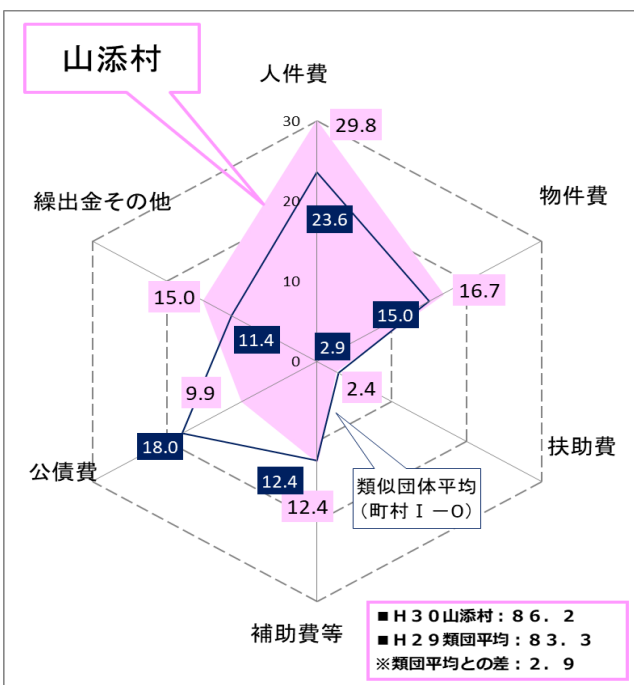 山添村
人件費
30
29.8
繰出金その他
物件費
20
23.6
10
16.7
15.0
15.0
11.4
2.9
0
2.4
9.9
18.0
扶助費
公債費
12.4
12.4
類似団体平均
（町村Ⅰ－０）
補助費等
■Ｈ３０山添村：８６．２
■Ｈ２９類団平均：８３．３
※類団平均との差：２．９